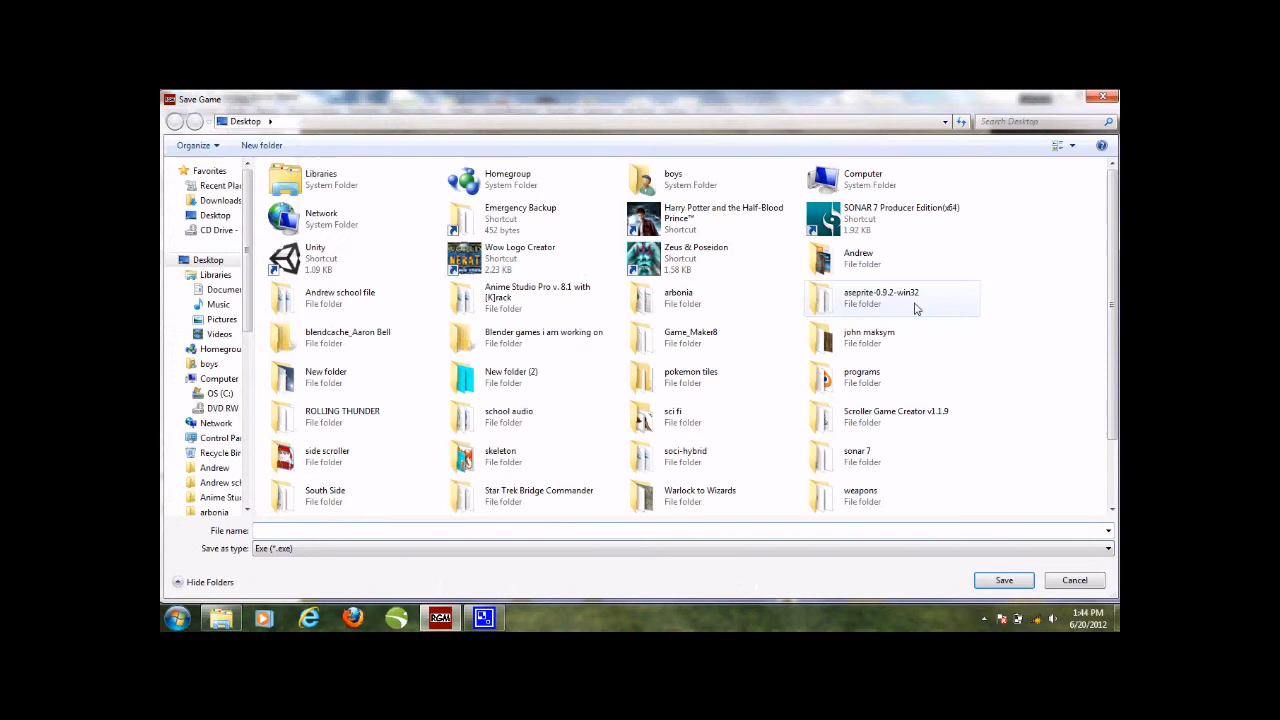 Save Game
Desktop
Search Desktop
Organize
New folder
Favorites
Recent Pla
Downloads
Desktop
CD Drive -
Desktop
Libraries
Documen
Music
Pictures
Videos
Homegrou
boys
Computer
OS (C:)
DVD RW
Network
Control Pa
Recycle Bin
Andrew
Andrew sch
Anime Stud
arbonia
Libraries
System Folder
Homegroup
System Folder
boys
System Folder
Computer
System Folder
Network
System Folder
Emergency Backup
Shortcut
452 bytes
Harry Potter and the Half-Blood
Prince™
Shortcut
SONAR 7 Producer Edition(x64)
Shortcut
1.92 KB
Unity
Shortcut
1.09 KB
Wow Logo Creator
Shortcut
2.23 KB
Zeus & Poseidon
Shortcut
1.58 KB
Andrew
File folder
Andrew school file
File folder
Anime Studio Pro v. 8.1 with
[K]rack
File folder
arbonia
File folder
aseprite-0.9.2-win32
File folder
blendcache_Aaron Bell
File folder
Blender games i am working on
File folder
Game_Maker8
File folder
john maksym
File folder
New folder
File folder
New folder (2)
File folder
pokemon tiles
File folder
programs
File folder
ROLLING THUNDER
File folder
school audio
File folder
sci fi
File folder
Scroller Game Creator v1.1.9
File folder
side scroller
File folder
skeleton
File folder
soci-hybrid
File folder
sonar 7
File folder
South Side
File folder
Star Trek Bridge Commander
File folder
Warlock to Wizards
File folder
weapons
File folder
File name:
Save as type:
Exe (*.exe)
Hide Folders
Save
Cancel
RGM
1:44 PM
6/20/2012